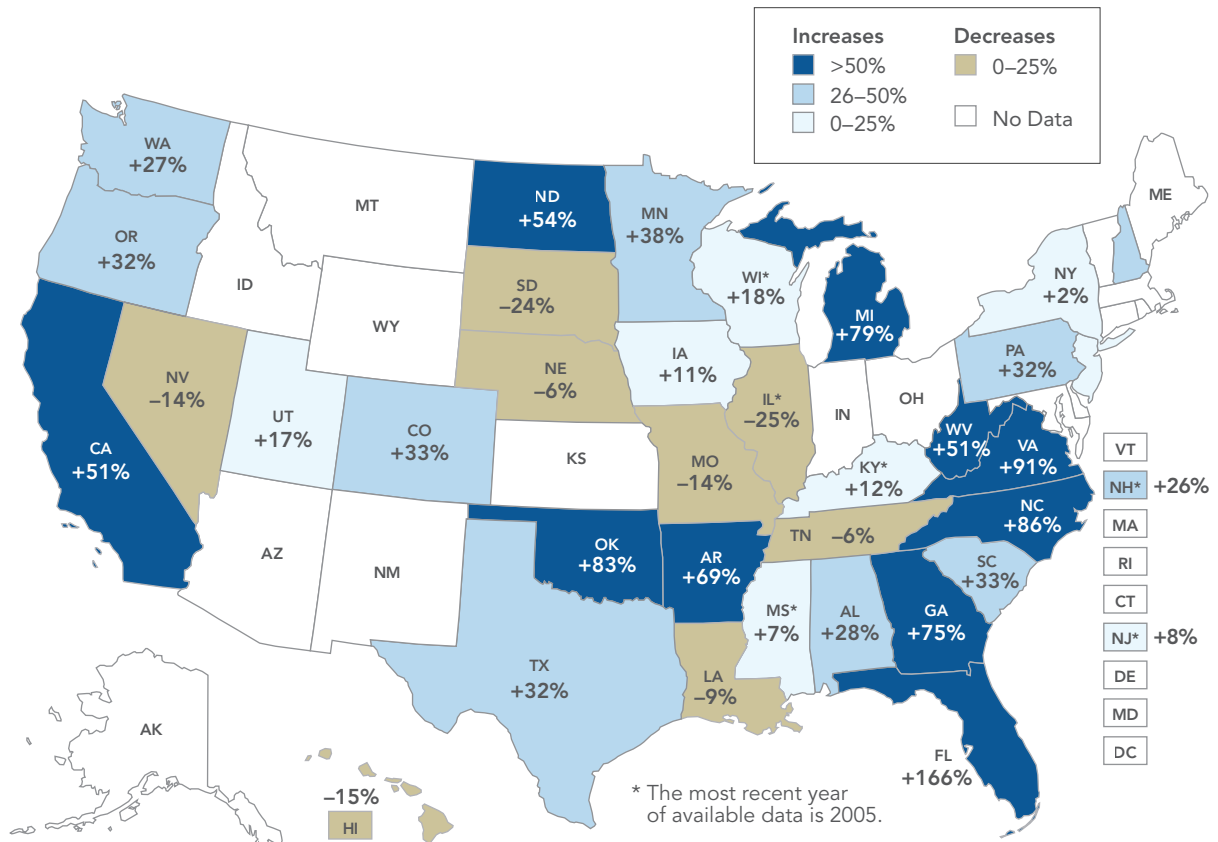 Increases
>50%
26–50%
0–25%
Decreases
0–25%
No Data
WA
+27%
OR
+32%
CA
+51%
NV
–14%
ID
MT
WY
UT
+17%
CO
+33%
AZ
NM
ND
+54%
SD
–24%
NE
–6%
KS
OK
+83%
TX
+32%
MN
+38%
IA
+11%
MO
–14%
AR
+69%
LA
–9%
WI*
+18%
IL*
–25%
MI
+79%
IN
OH
KY*
+12%
TN –6%
MS*
+7%
AL
+28%
GA
+75%
FL
+166%
SC
+33%
NC
+86%
VA
+91%
WV
+51%
PA
+32%
NY
+2%
ME
VT
NH* +26%
MA
RI
CT
NJ* +8%
DE
MD
DC
AK
–15%
HI
* The most recent year
of available data is 2005.